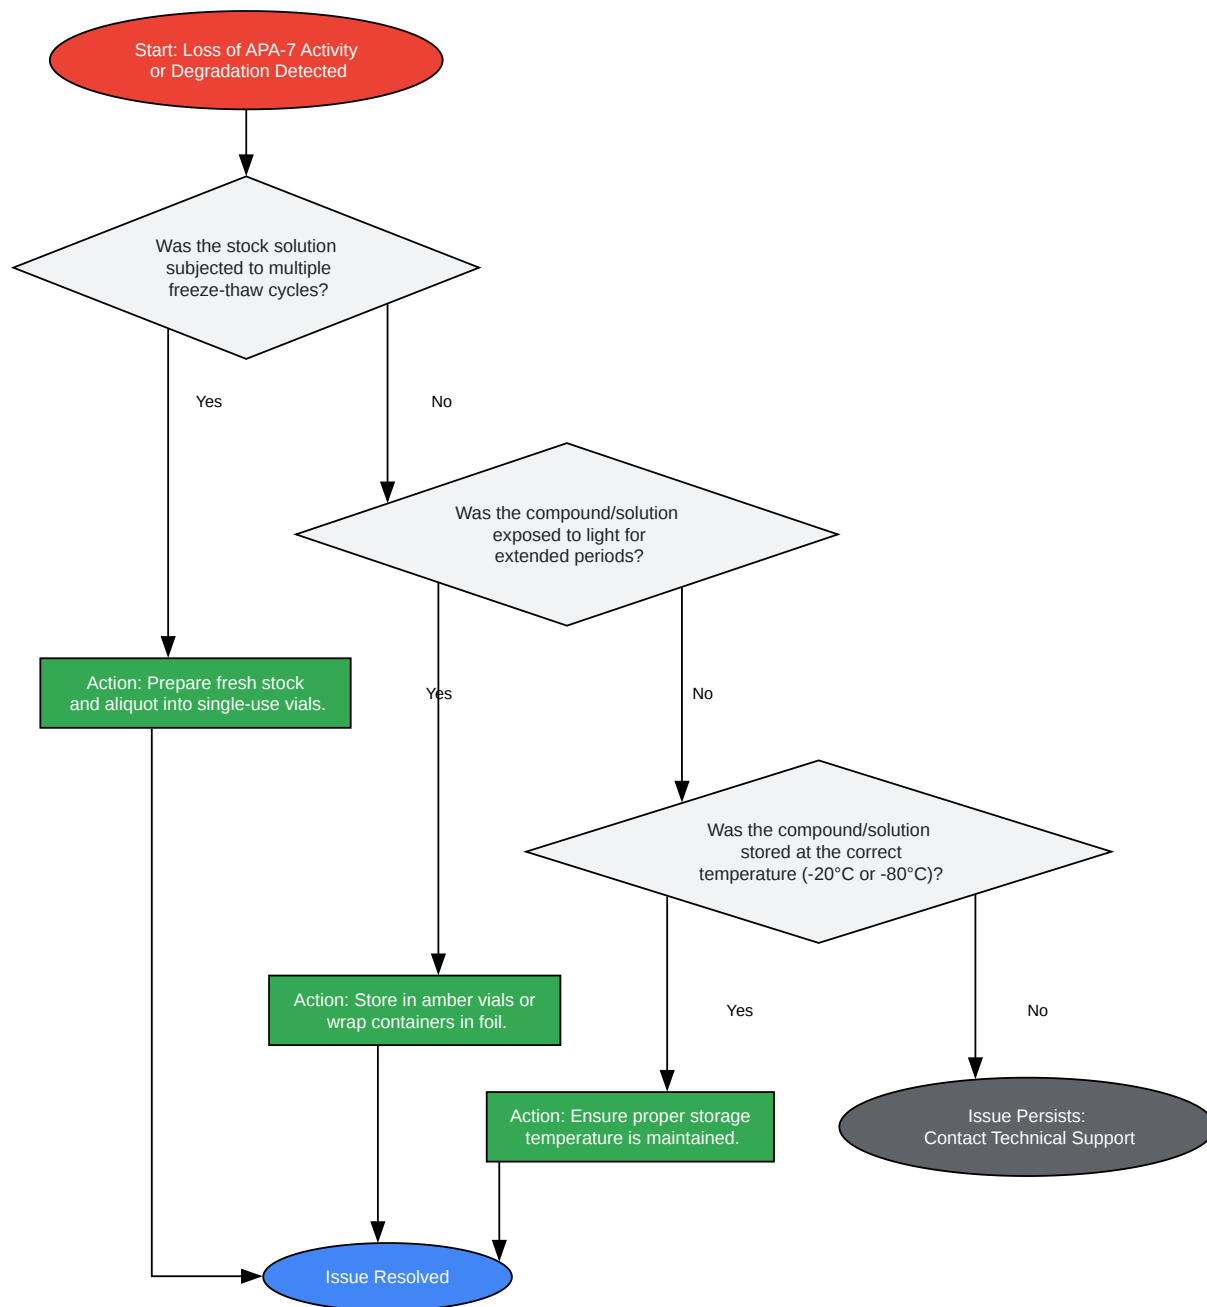 Start: Loss of APA-7 Activity
or Degradation Detected
Was the stock solution
subjected to multiple
freeze-thaw cycles?
Yes
No
Was the compound/solution
exposed to light for
extended periods?
Action: Prepare fresh stock
and aliquot into single-use vials.
Yes
No
Was the compound/solution
stored at the correct
temperature (-20°C or -80°C)?
Action: Store in amber vials or
wrap containers in foil.
Yes
No
Action: Ensure proper storage
temperature is maintained.
Issue Persists:
Contact Technical Support
Issue Resolved